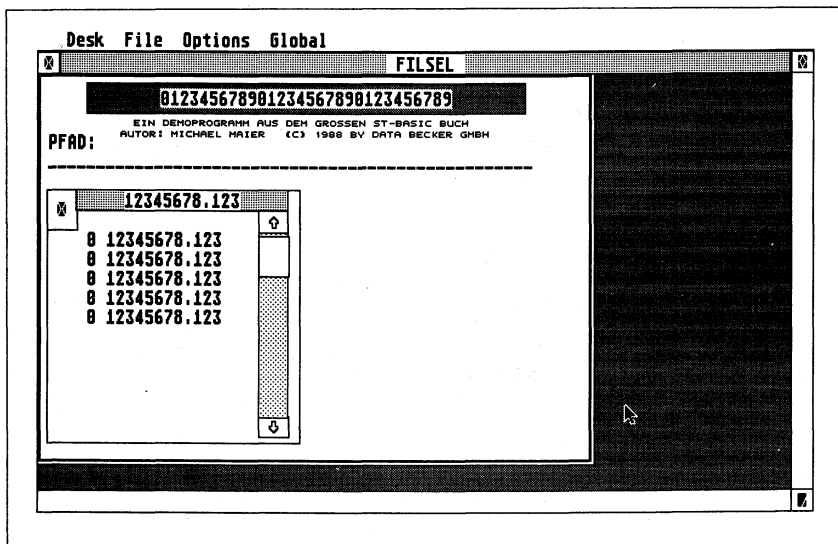 Desk File Options Global
FILSEL
012345678901234567890123456789
EIN DEMOPROGRAMM AUS DEM GROSSEN ST-BASIC BUCH
AUTOR: MICHAEL MAIER (C) 1988 BY DATA BECKER GMBH
PFAD:
12345678.123
0 12345678.123
0 12345678.123
0 12345678.123
0 12345678.123
0 12345678.123